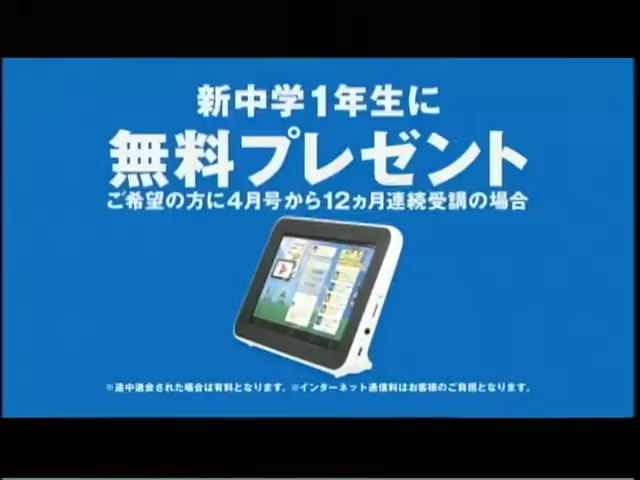 新中学1年生に
無料プレゼント
ご希望の方に4月号から12ヵ月連続受講の場合
※途中退会された場合は有料となります。※インターネット通信料はお客様のご負担となります。